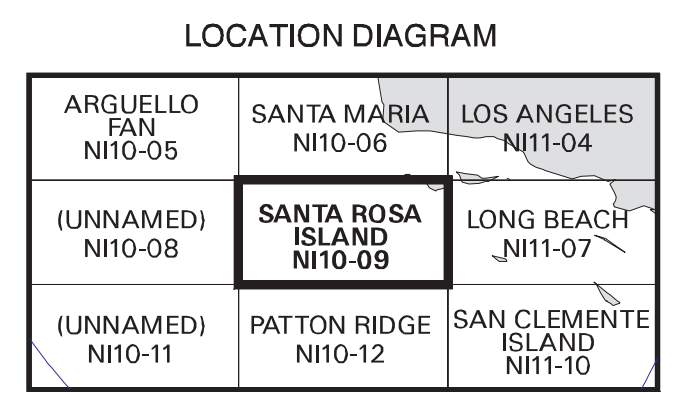 LOCATION DIAGRAM
ARGUELLO
FAN
NI10-05
SANTA MARIA
NI10-06
LOS ANGELES
NI11-04
(UNNAMED)
NI10-08
SANTA ROSA
ISLAND
NI10-09
LONG BEACH
NI11-07
(UNNAMED)
NI10-11
PATTON RIDGE
NI10-12
SAN CLEMENTE
ISLAND
NI11-10